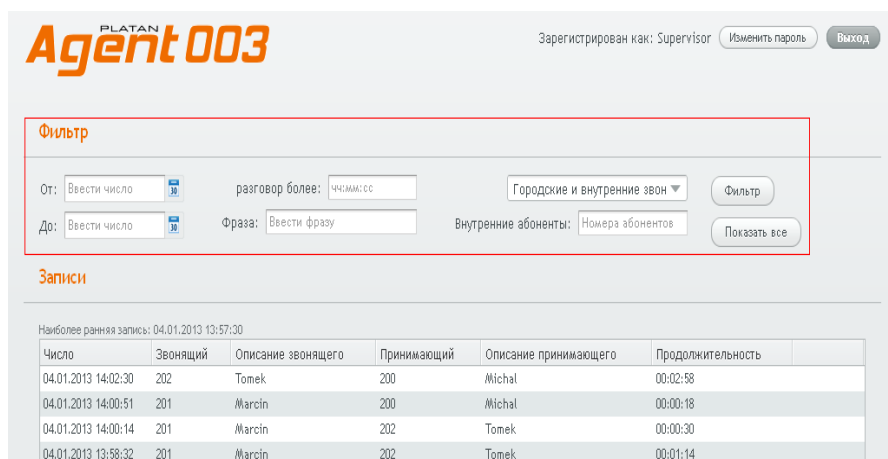 PLATAN
Agent 003
Зарегистрирован как: Supervisor Изменить пароль Выход
Фильтр
От: Ввести число 30 разговор более: чч:мм:сс Городские и внутренние звон Фильтр
До: Ввести число 30 Фраза: Ввести фразу Внутренние абоненты: Номера абонентов Показать все
Записи
Наиболее ранняя запись: 04.01.2013 13:57:30
Число Звонящий Описание звонящего Принимающий Описание принимающего Продолжительность
04.01.2013 14:02:30 202 Tomek 200 Michal 00:02:58
04.01.2013 14:00:51 201 Marcin 200 Michal 00:00:18
04.01.2013 14:00:14 201 Marcin 202 Tomek 00:00:30
04.01.2013 13:58:32 201 Marcin 202 Tomek 00:01:14